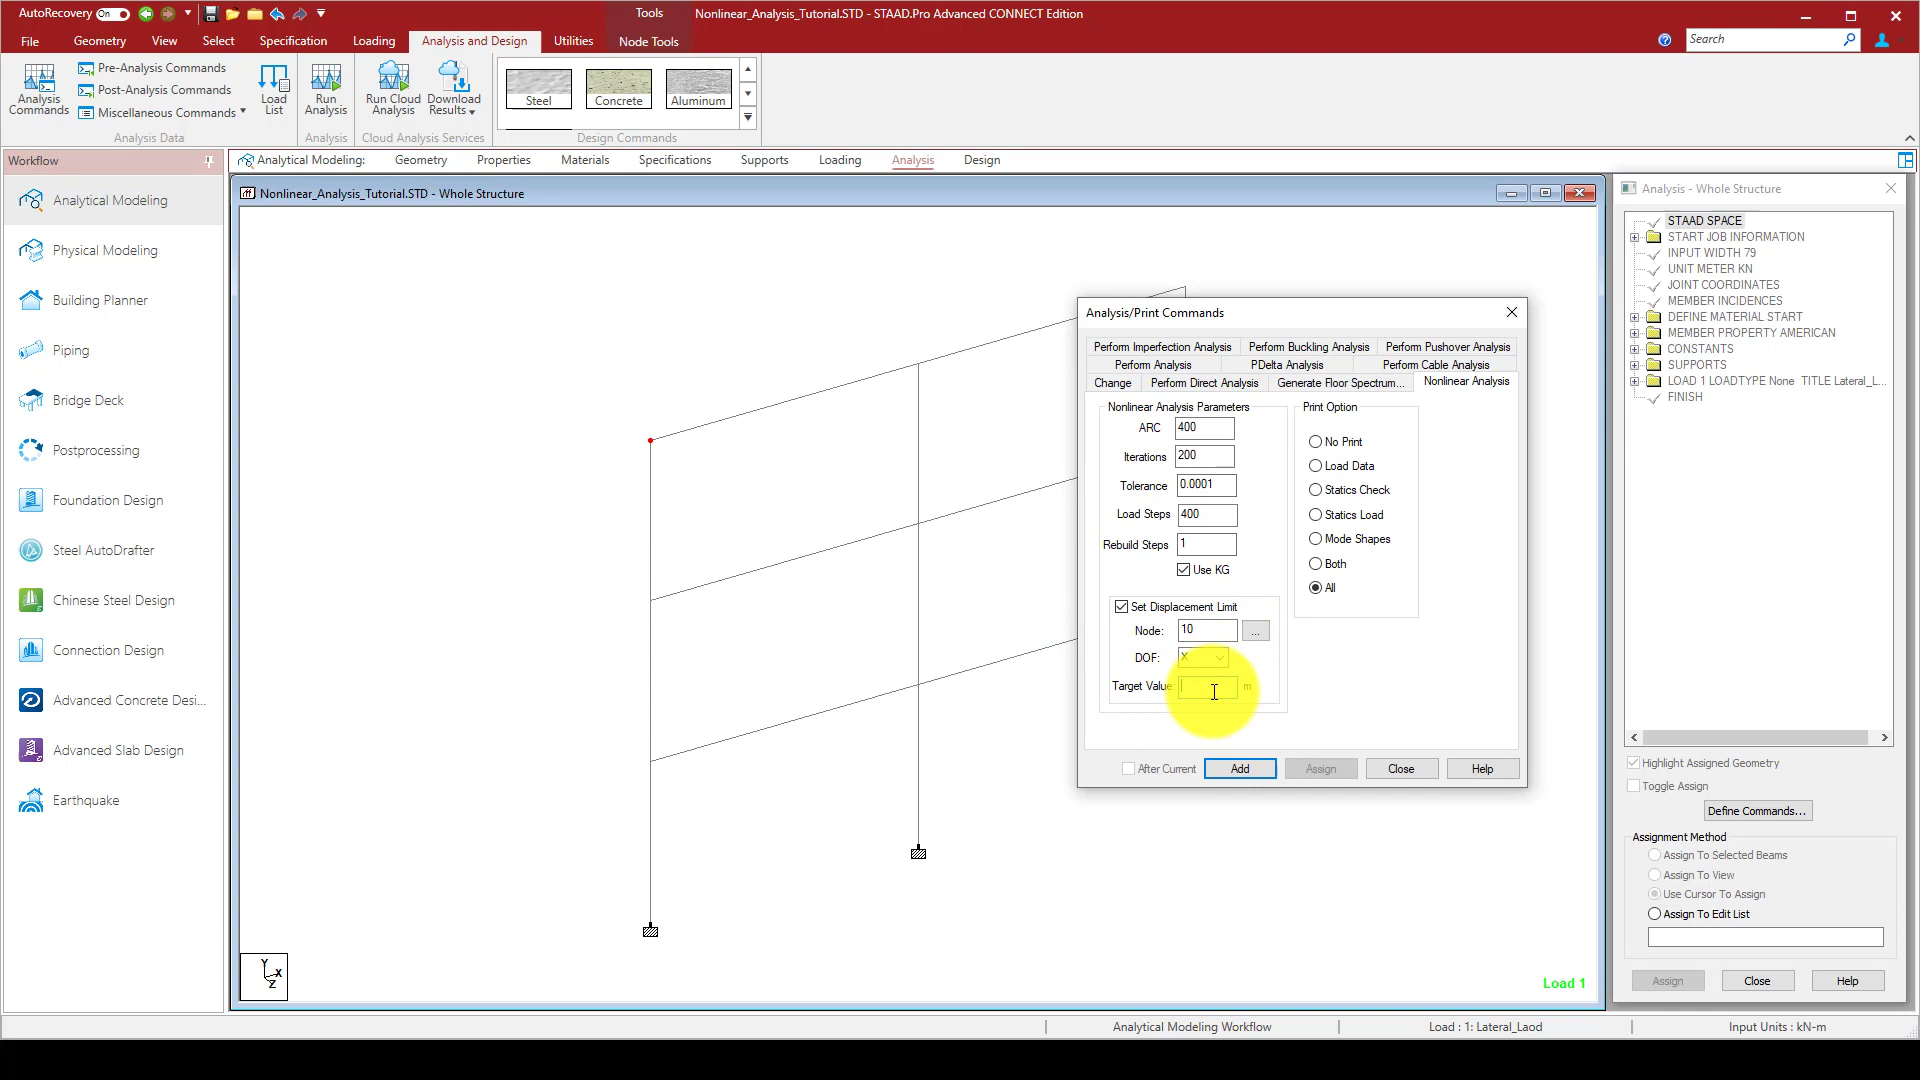 AutoRecovery On
Tools
Nonlinear_Analysis_Tutorial.STD - STAAD.Pro Advanced CONNECT Edition
File
Geometry
View
Select
Specification
Loading
Analysis and Design
Utilities
Node Tools
Search
Analysis
Commands
Pre-Analysis Commands
Post-Analysis Commands
Miscellaneous Commands
Analysis Data
Load
List
Run
Analysis
Analysis
Run Cloud
Analysis
Download
Results
Cloud Analysis Services
Steel
Concrete
Aluminum
Design Commands
Workflow
Analytical Modeling:
Geometry
Properties
Materials
Specifications
Supports
Loading
Analysis
Design
Analytical Modeling
Physical Modeling
Building Planner
Piping
Bridge Deck
Postprocessing
Foundation Design
Steel AutoDrafter
Chinese Steel Design
Connection Design
Advanced Concrete Desi...
Advanced Slab Design
Earthquake
Nonlinear_Analysis_Tutorial.STD - Whole Structure
Y
X
Z
Load 1
Analysis/Print Commands
Perform Imperfection Analysis
Perform Buckling Analysis
Perform Pushover Analysis
Perform Analysis
PDelta Analysis
Perform Cable Analysis
Change
Perform Direct Analysis
Generate Floor Spectrum...
Nonlinear Analysis
Nonlinear Analysis Parameters
ARC 400
Iterations 200
Tolerance 0.0001
Load Steps 400
Rebuild Steps 1
Use KG
Set Displacement Limit
Node: 10 ...
DOF: X
Target Value: m
Print Option
No Print
Load Data
Statics Check
Statics Load
Mode Shapes
Both
All
After Current
Add
Assign
Close
Help
Analysis - Whole Structure
STAAD SPACE
START JOB INFORMATION
INPUT WIDTH 79
UNIT METER KN
JOINT COORDINATES
MEMBER INCIDENCES
DEFINE MATERIAL START
MEMBER PROPERTY AMERICAN
CONSTANTS
SUPPORTS
LOAD 1 LOADTYPE None TITLE Lateral_L...
FINISH
Highlight Assigned Geometry
Toggle Assign
Define Commands...
Assignment Method
Assign To Selected Beams
Assign To View
Use Cursor To Assign
Assign To Edit List
Assign
Close
Help
Analytical Modeling Workflow
Load : 1: Lateral_Laod
Input Units : kN-m